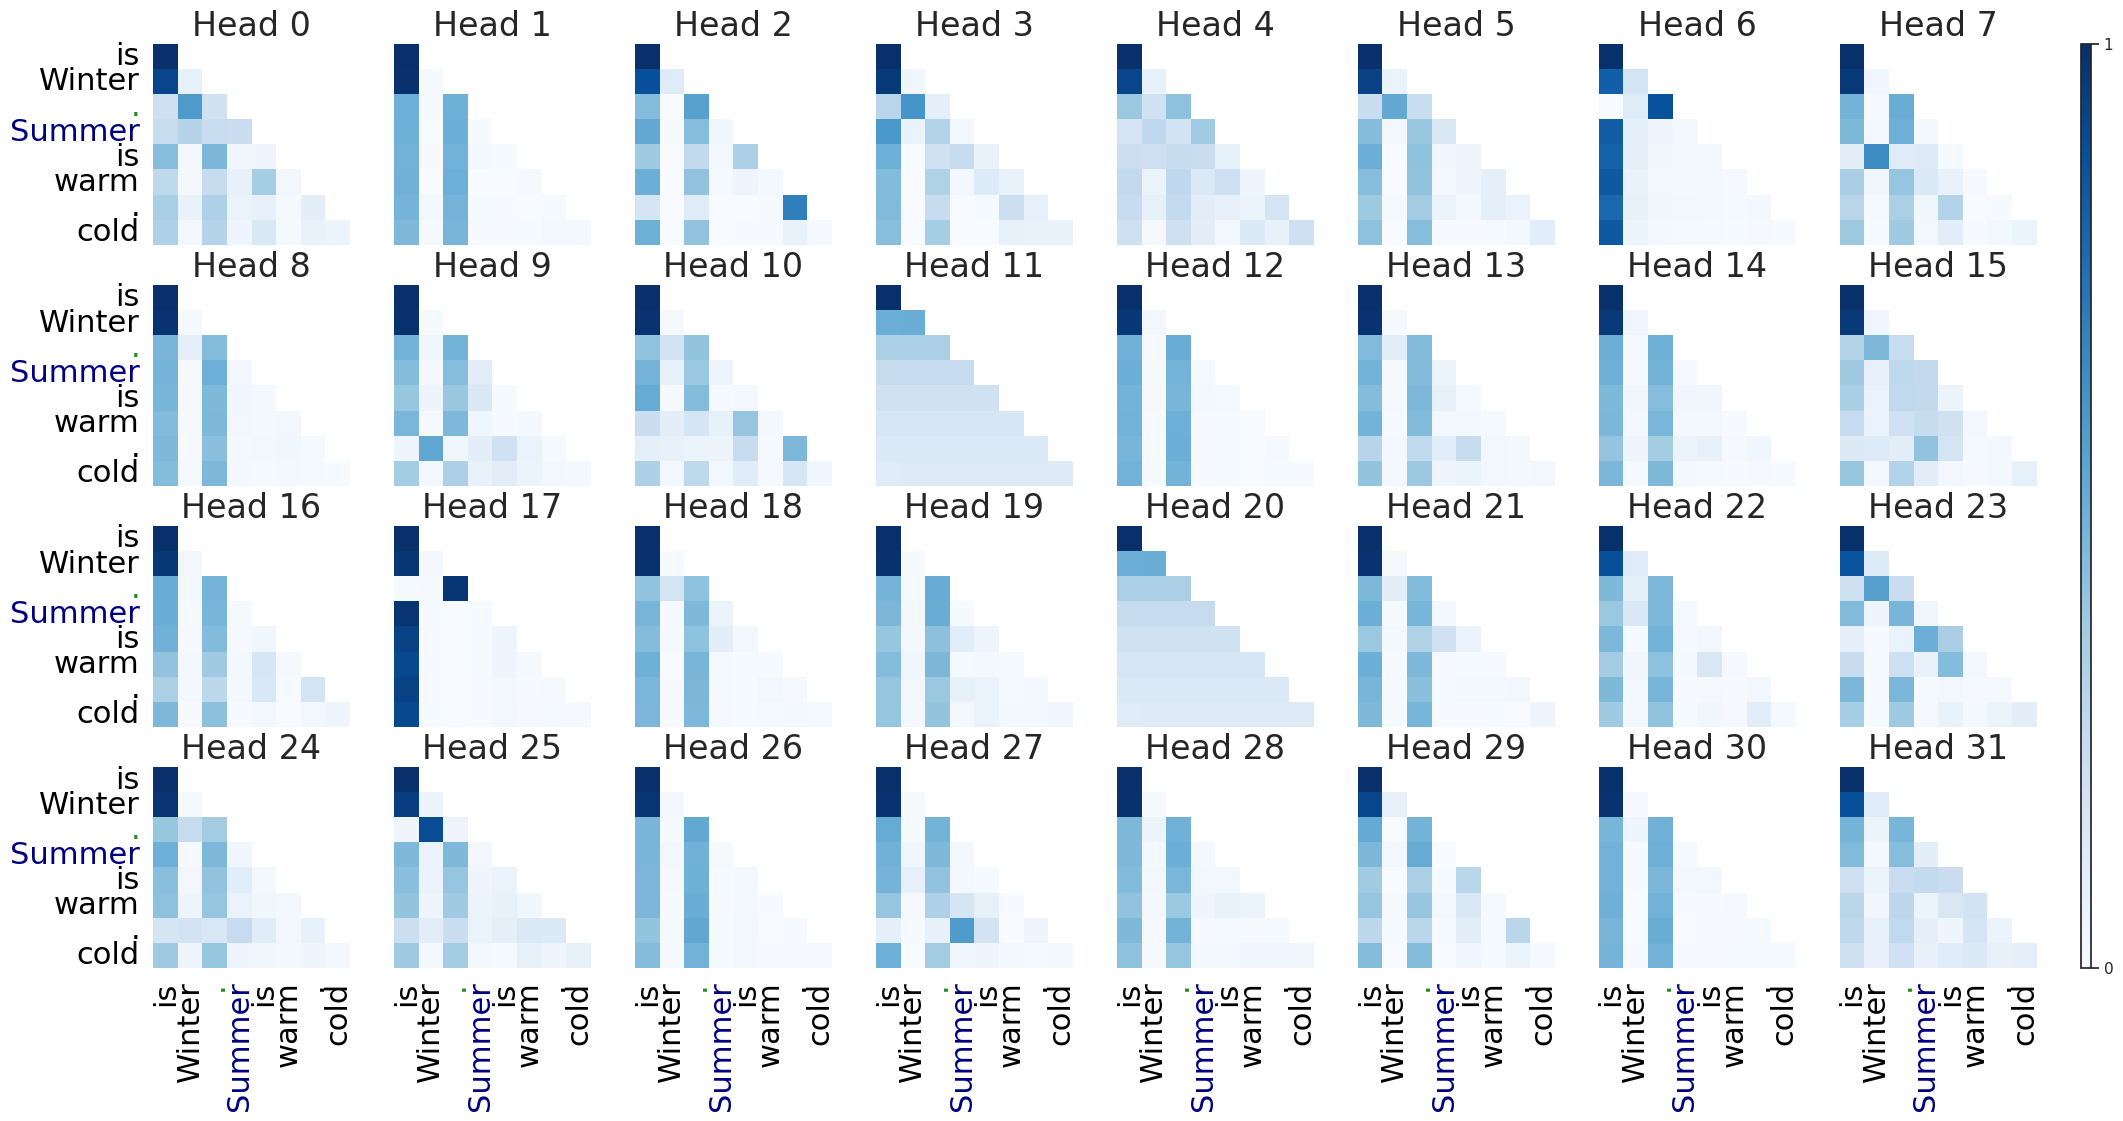 Head 0 Head 1 Head 2 Head 3 Head 4 Head 5 Head 6 Head 7
1
is
Winter
.
Summer
is
warm
cold
Head 8 Head 9 Head 10 Head 11 Head 12 Head 13 Head 14 Head 15
is
Winter
.
Summer
is
warm
cold
Head 16 Head 17 Head 18 Head 19 Head 20 Head 21 Head 22 Head 23
is
Winter
.
Summer
is
warm
cold
Head 24 Head 25 Head 26 Head 27 Head 28 Head 29 Head 30 Head 31
is
Winter
.
Summer
is
warm
cold
0
is
Winter
.
Summer
is
warm
cold
is
Winter
.
Summer
is
warm
cold
is
Winter
.
Summer
is
warm
cold
is
Winter
.
Summer
is
warm
cold
is
Winter
.
Summer
is
warm
cold
is
Winter
.
Summer
is
warm
cold
is
Winter
.
Summer
is
warm
cold
is
Winter
.
Summer
is
warm
cold